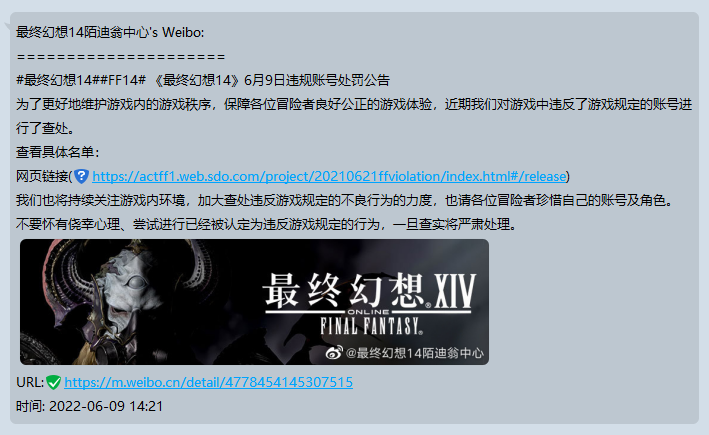 最终幻想14陌迪翁中心's Weibo:
=====================
#最终幻想14##FF14# 《最终幻想14》6月9日违规账号处罚公告
为了更好地维护游戏内的游戏秩序，保障各位冒险者良好公正的游戏体验，近期我们对游戏中违反了游戏规定的账号进
行了查处。
查看具体名单：
网页链接(https://actff1.web.sdo.com/project/20210621ffviolation/index.html#/release)
我们也将持续关注游戏内环境，加大查处违反游戏规定的不良行为的力度，也请各位冒险者珍惜自己的账号及角色。
不要怀有侥幸心理、尝试进行已经被认定为违反游戏规定的行为，一旦查实将严肃处理。
最终幻想XIV
ONLINE
FINAL FANTASY®
@最终幻想14陌迪翁中心
URL:https://m.weibo.cn/detail/4778454145307515
时间: 2022-06-09 14:21